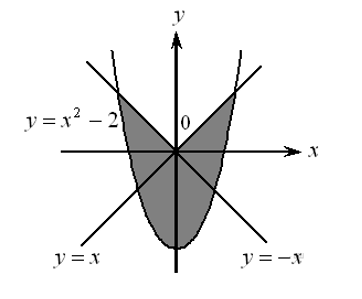 y
y = x² − 2
0
x
y = x
y = −x